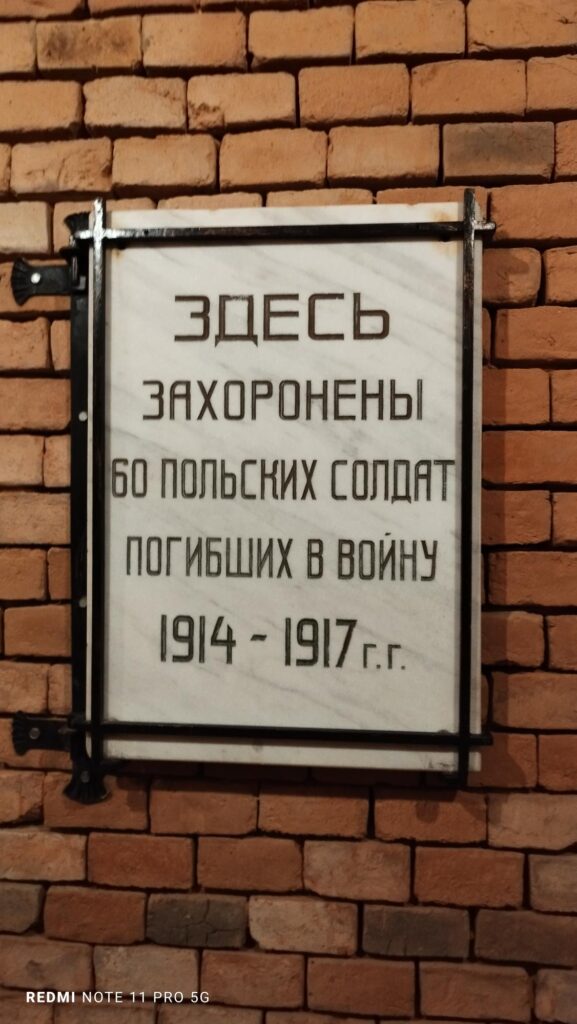 ЗДЕСЬ
ЗАХОРОНЕНЫ
60 ПОЛЬСКИХ СОЛДАТ
ПОГИБШИХ В ВОЙНУ
1914 - 1917 г.г.
REDMI NOTE 11 PRO 5G